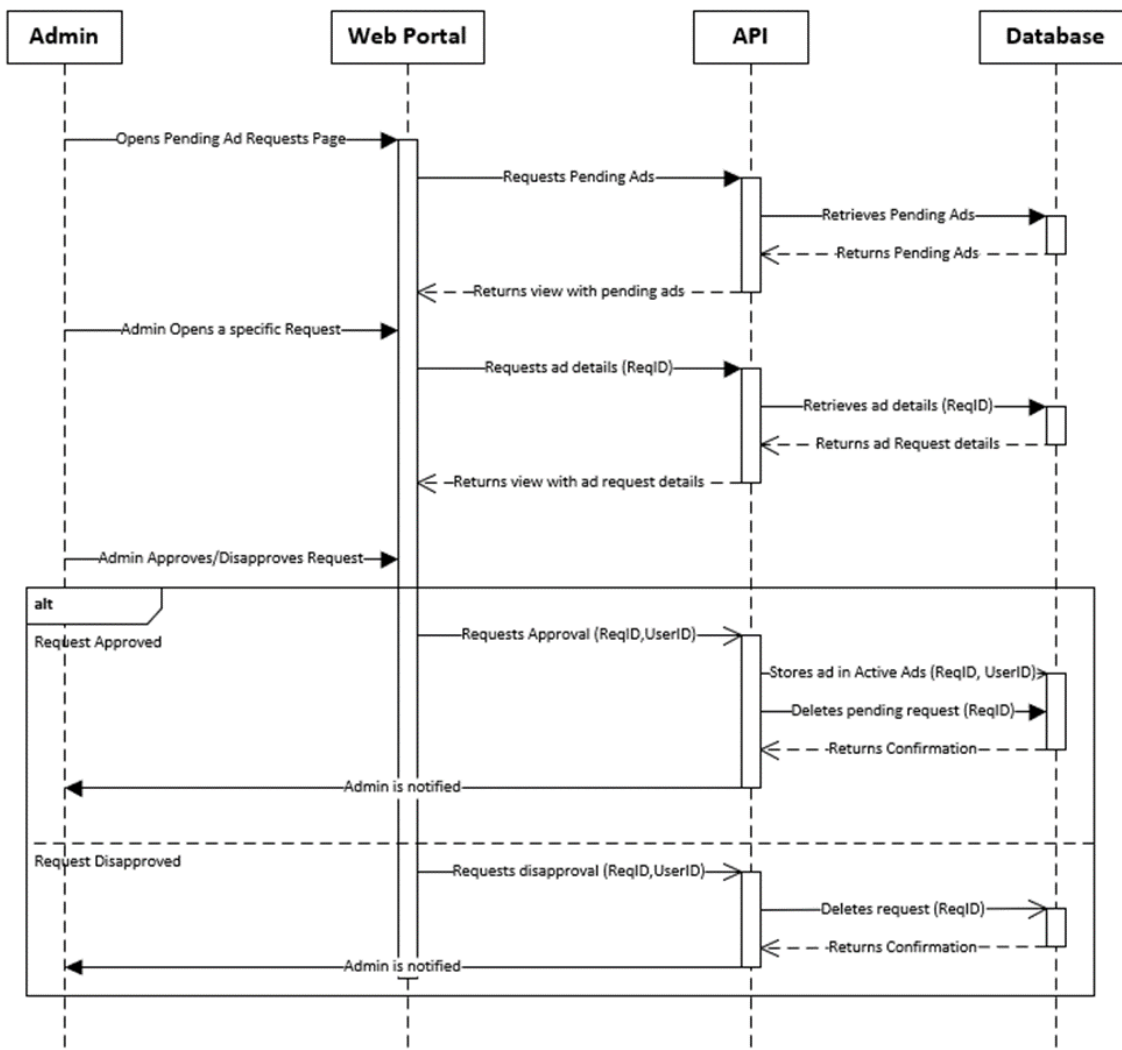 Admin
Web Portal
API
Database
Opens Pending Ad Requests Page
Requests Pending Ads
Retrieves Pending Ads
Returns Pending Ads
Returns view with pending ads
Admin Opens a specific Request
Requests ad details (ReqID)
Retrieves ad details (ReqID)
Returns ad Request details
Returns view with ad request details
Admin Approves/Disapproves Request
alt
Request Approved
Requests Approval (ReqID,UserID)
Stores ad in Active Ads (ReqID, UserID)
Deletes pending request (ReqID)
Returns Confirmation
Admin is notified
Request Disapproved
Requests disapproval (ReqID,UserID)
Deletes request (ReqID)
Returns Confirmation
Admin is notified